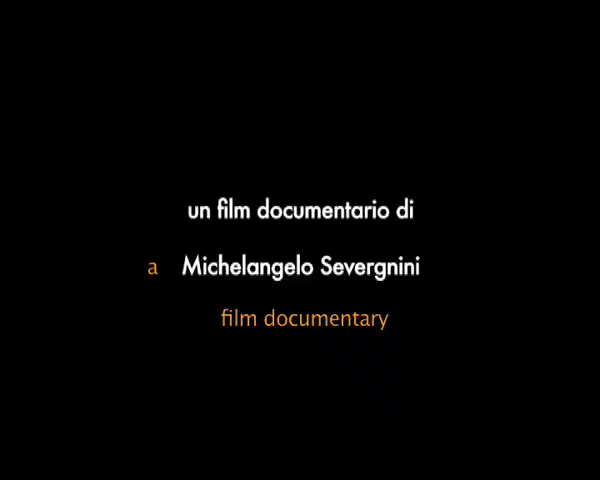 un film documentario di
a Michelangelo Severgnini
film documentary